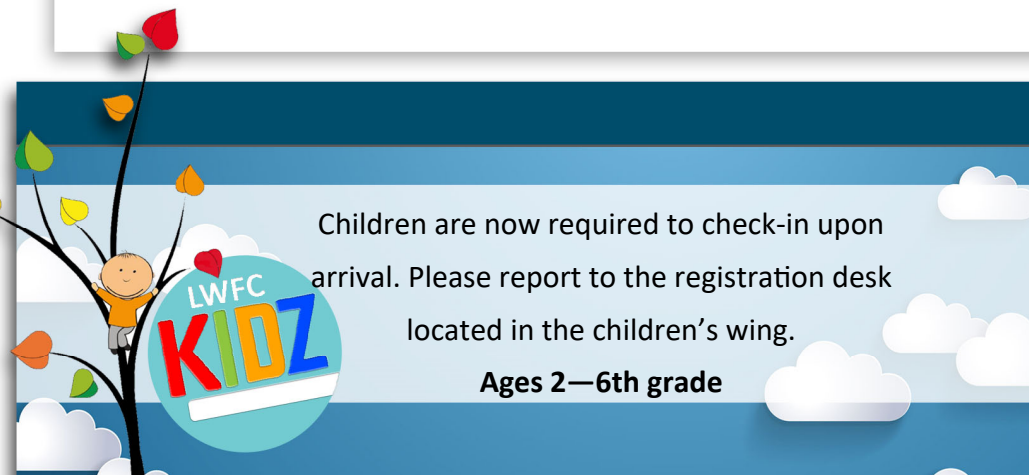 Children are now required to check-in upon
arrival. Please report to the registration desk
located in the children’s wing.
Ages 2—6th grade
LWFC
KIDZ